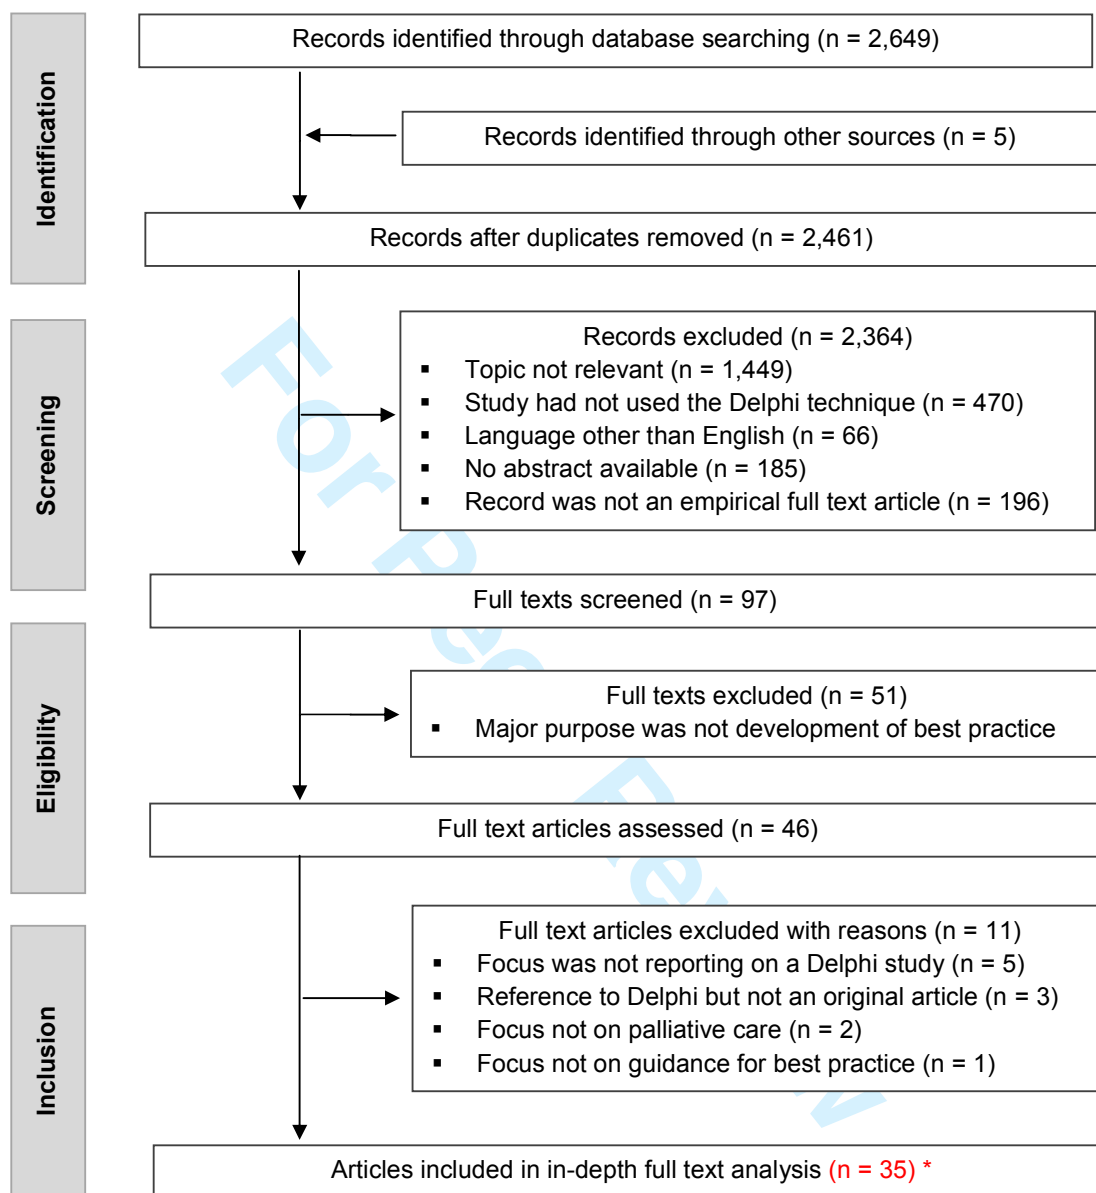 Identification
Records identified through database searching (n = 2,649)
Records identified through other sources (n = 5)
Records after duplicates removed (n = 2,461)
Screening
Records excluded (n = 2,364)
▪ Topic not relevant (n = 1,449)
▪ Study had not used the Delphi technique (n = 470)
▪ Language other than English (n = 66)
▪ No abstract available (n = 185)
▪ Record was not an empirical full text article (n = 196)
Full texts screened (n = 97)
Eligibility
Full texts excluded (n = 51)
▪ Major purpose was not development of best practice
Full text articles assessed (n = 46)
Inclusion
Full text articles excluded with reasons (n = 11)
▪ Focus was not reporting on a Delphi study (n = 5)
▪ Reference to Delphi but not an original article (n = 3)
▪ Focus not on palliative care (n = 2)
▪ Focus not on guidance for best practice (n = 1)
Articles included in in-depth full text analysis (n = 35) *
For